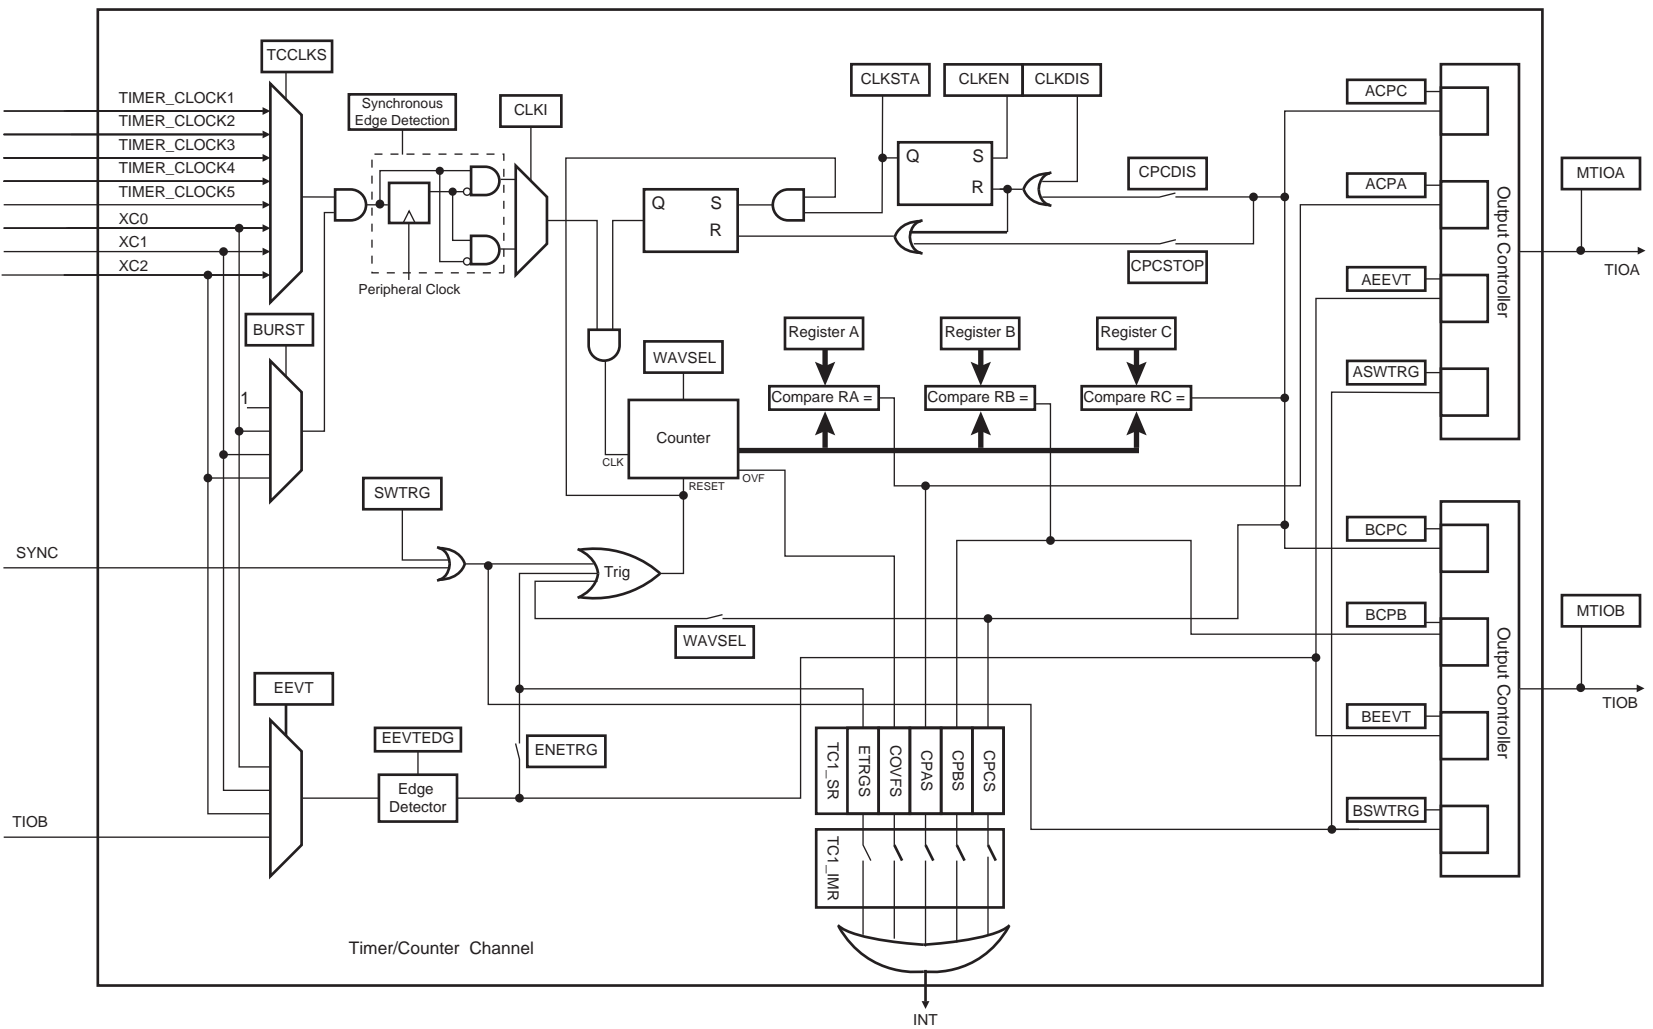 TCCLKS
TIMER_CLOCK1
TIMER_CLOCK2
TIMER_CLOCK3
TIMER_CLOCK4
TIMER_CLOCK5
XC0
XC1
XC2
Synchronous
Edge Detection
CLKI
Peripheral Clock
BURST
1
CLKSTA
CLKEN
CLKDIS
Q
S
R
Q
S
R
CPCDIS
CPCSTOP
ACPC
ACPA
AEEVT
ASWTRG
Output Controller
MTIOA
TIOA
Register A
Register B
Register C
Compare RA =
Compare RB =
Compare RC =
WAVSEL
Counter
CLK
RESET
OVF
SWTRG
SYNC
Trig
WAVSEL
BCPC
BCPB
BEEVT
BSWTRG
Output Controller
MTIOB
TIOB
EEVT
EEVTEDG
Edge
Detector
ENETRG
TIOB
TC1_SR
ETRGS
COVFS
CPAS
CPBS
CPCS
TC1_IMR
Timer/Counter Channel
INT